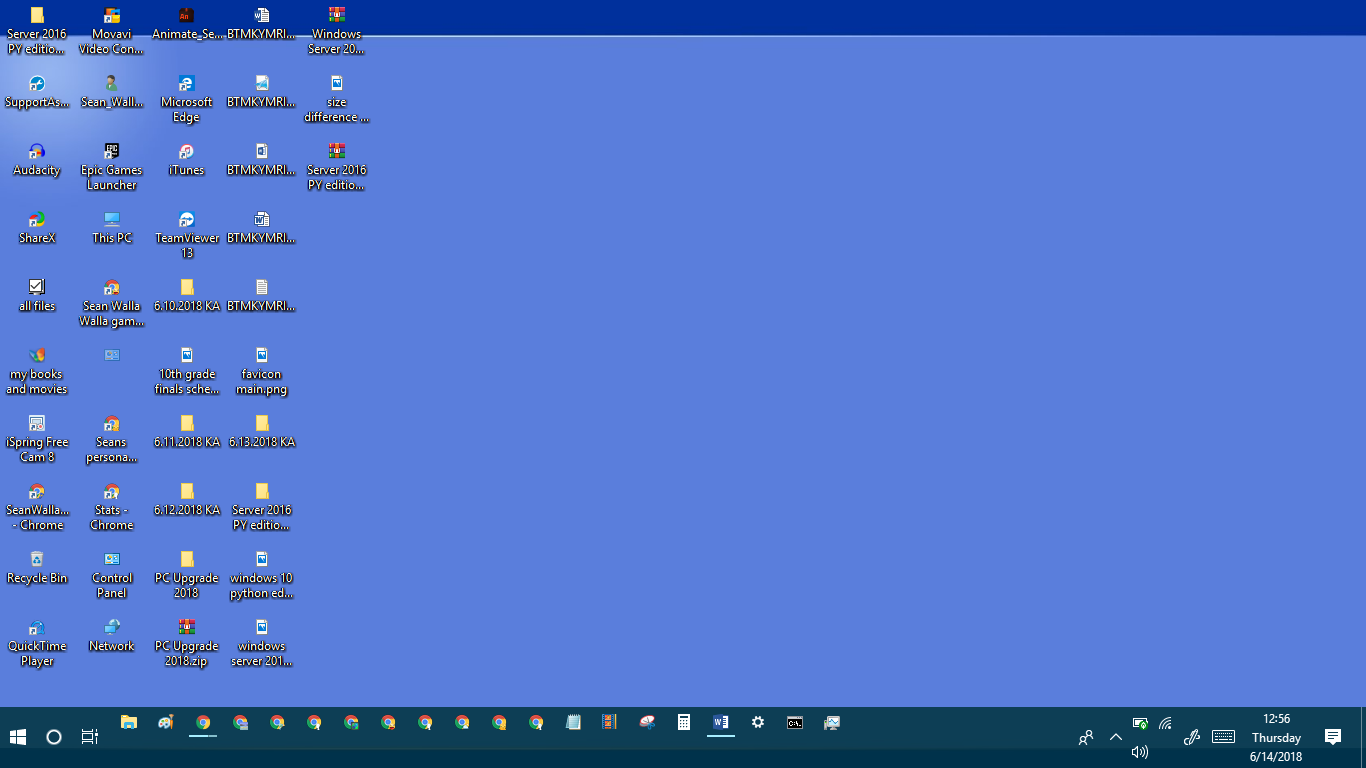 Server 2016
PY editio...
Movavi
Video Con...
Animate_Se...
BTMKYMRI...
Windows
Server 20...
SupportAs...
Sean_Wall...
Microsoft
Edge
BTMKYMRI...
size
difference ...
Audacity
Epic Games
Launcher
iTunes
BTMKYMRI...
Server 2016
PY editio...
ShareX
This PC
TeamViewer
13
BTMKYMRI...
all files
Sean Walla
Walla gam...
6.10.2018 KA
BTMKYMRI...
my books
and movies
10th grade
finals sche...
favicon
main.png
iSpring Free
Cam 8
Seans
persona...
6.11.2018 KA
6.13.2018 KA
SeanWalla...
- Chrome
Stats -
Chrome
6.12.2018 KA
Server 2016
PY editio...
Recycle Bin
Control
Panel
PC Upgrade
2018
windows 10
python ed...
QuickTime
Player
Network
PC Upgrade
2018.zip
windows
server 201...
12:56
Thursday
6/14/2018